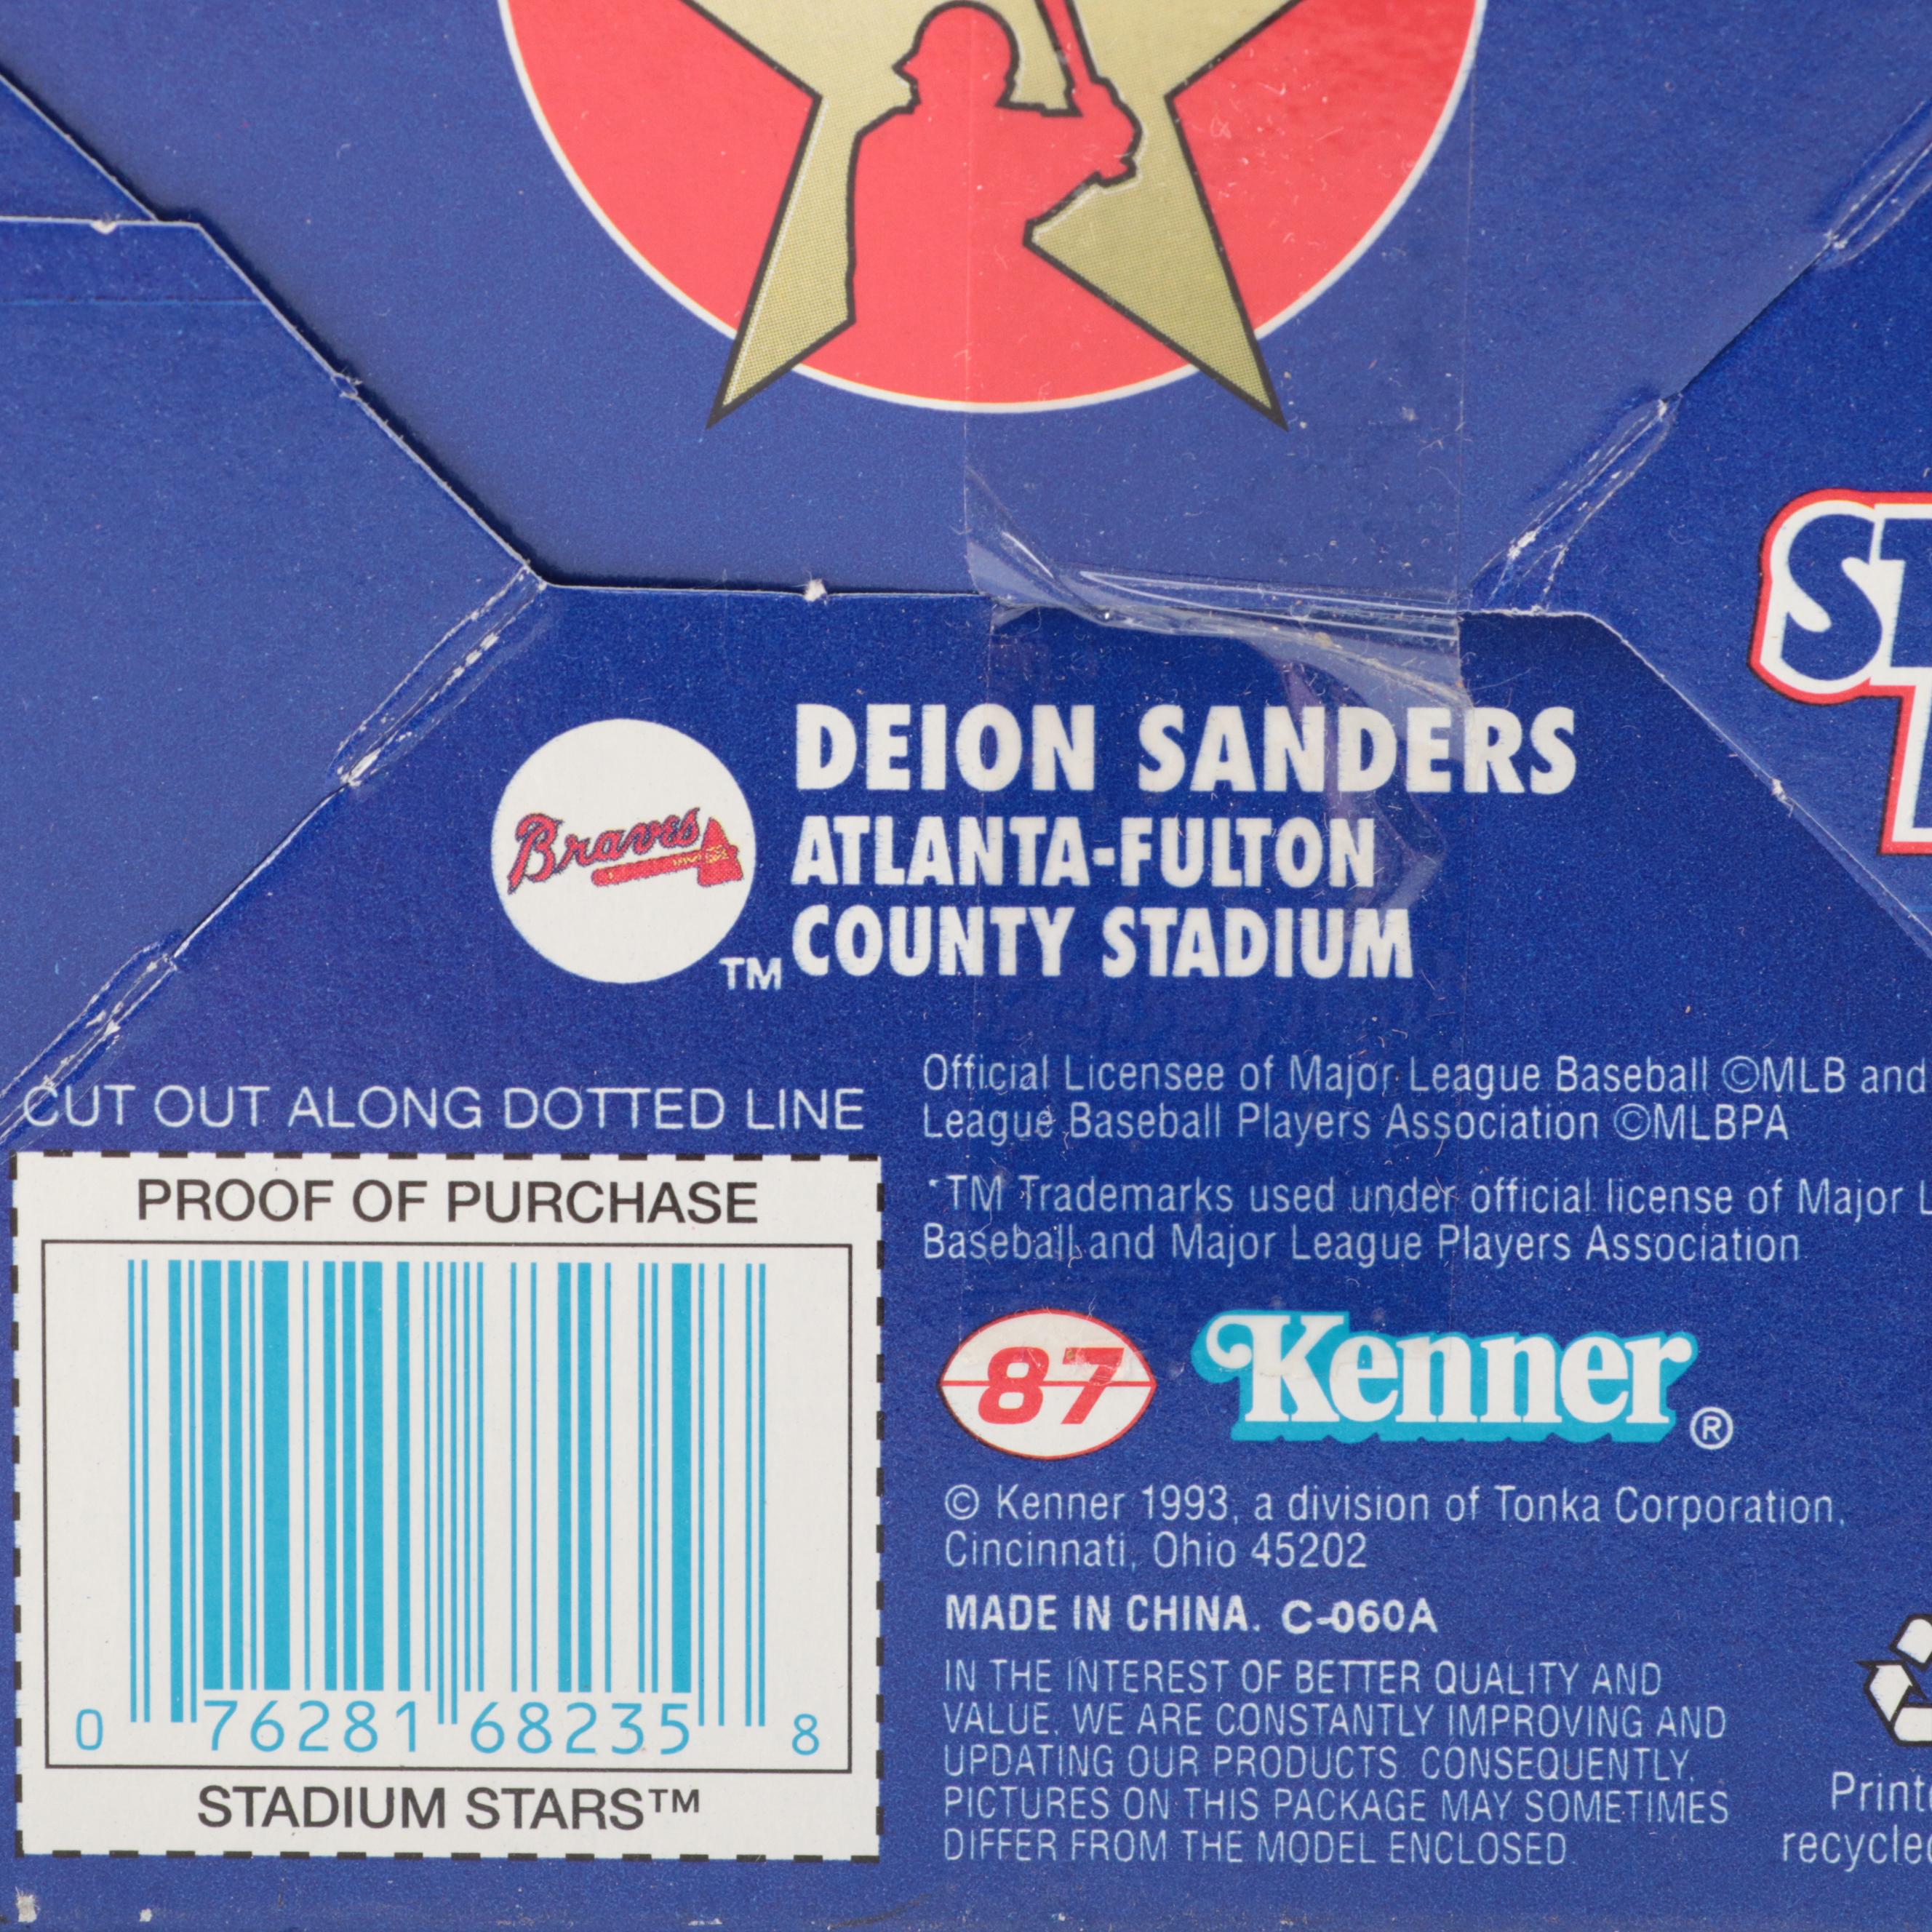 DEION SANDERS
ATLANTA-FULTON
COUNTY STADIUM
Braves
TM
CUT OUT ALONG DOTTED LINE
PROOF OF PURCHASE
0 76281 68235 8
STADIUM STARS™
Official Licensee of Major League Baseball ©MLB and
League Baseball Players Association ©MLBPA
*TM Trademarks used under official license of Major
Baseball and Major League Players Association
87 Kenner ®
© Kenner 1993, a division of Tonka Corporation,
Cincinnati, Ohio 45202
MADE IN CHINA. C-060A
IN THE INTEREST OF BETTER QUALITY AND
VALUE, WE ARE CONSTANTLY IMPROVING AND
UPDATING OUR PRODUCTS. CONSEQUENTLY,
PICTURES ON THIS PACKAGE MAY SOMETIMES
DIFFER FROM THE MODEL ENCLOSED.